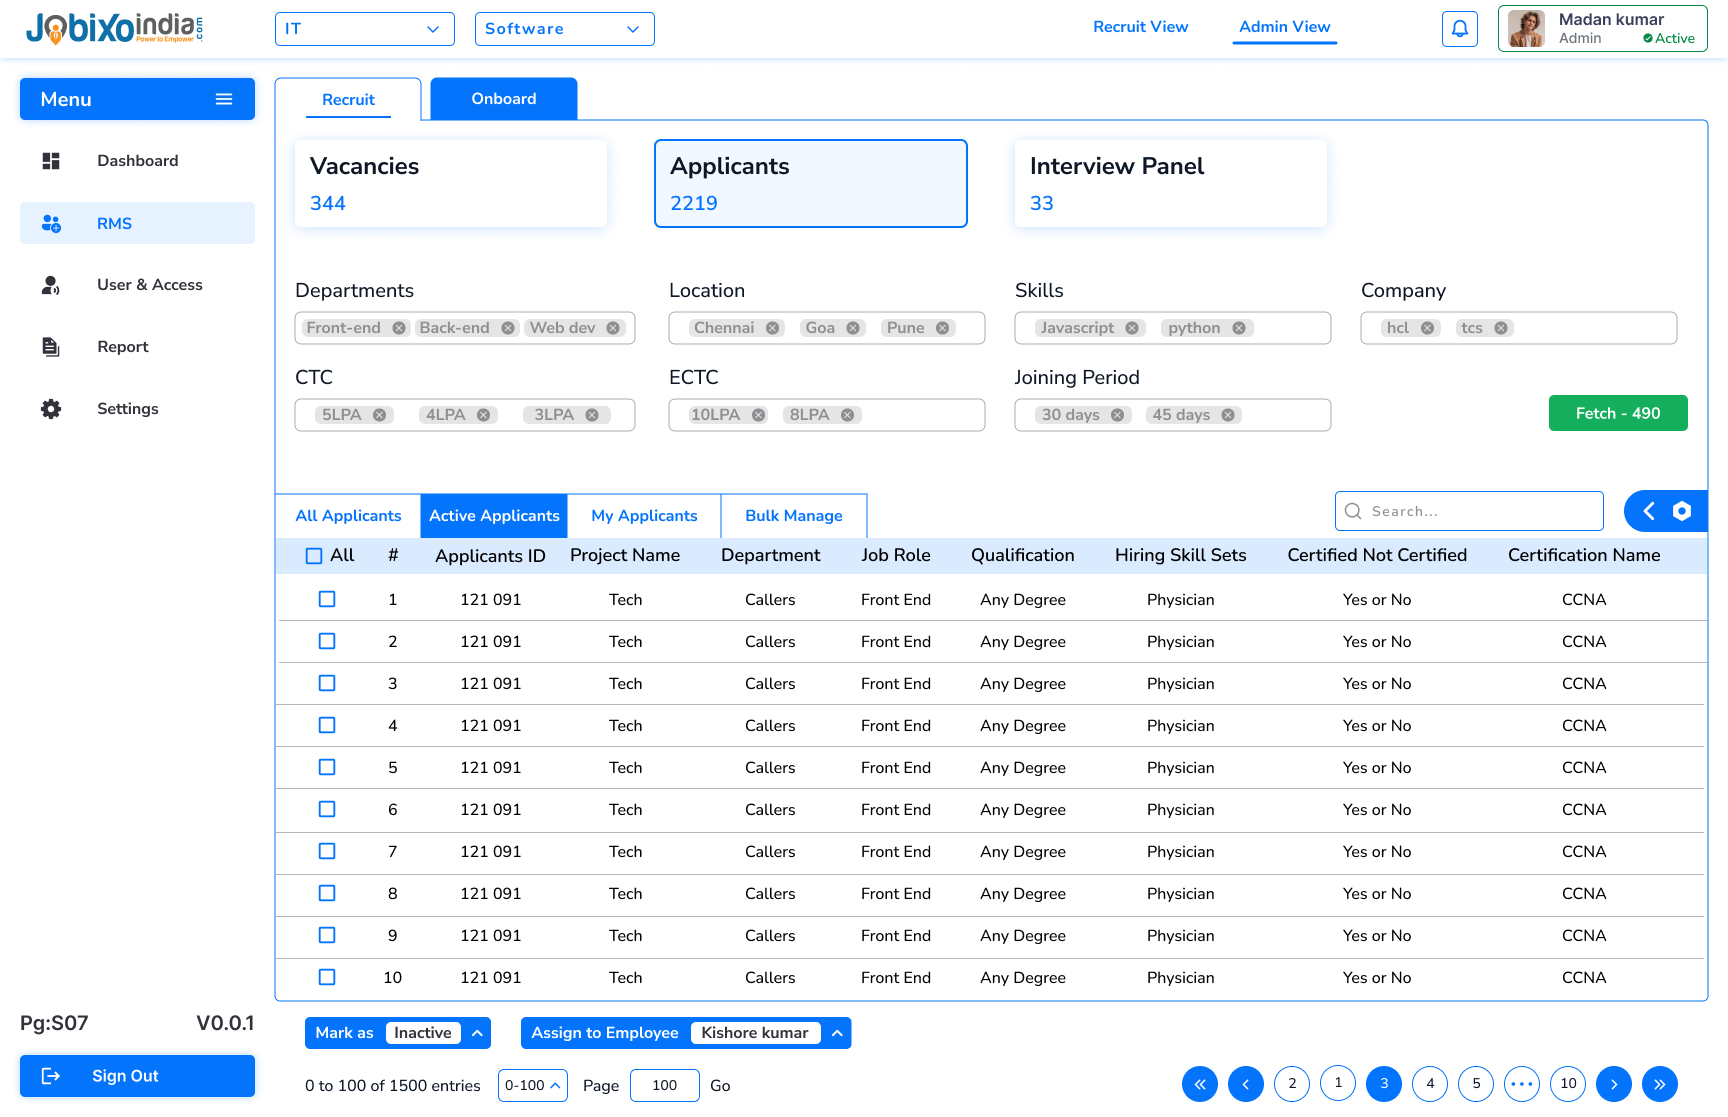 JobiXoindia.com
Power to Empower
IT
Software
Recruit View
Admin View
Madan kumar
Admin
Active
Menu
Dashboard
RMS
User & Access
Report
Settings
Recruit
Onboard
Vacancies
344
Applicants
2219
Interview Panel
33
Departments
Front-end
Back-end
Web dev
Location
Chennai
Goa
Pune
Skills
Javascript
python
Company
hcl
tcs
CTC
5LPA
4LPA
3LPA
ECTC
10LPA
8LPA
Joining Period
30 days
45 days
Fetch - 490
All Applicants
Active Applicants
My Applicants
Bulk Manage
Search...
All # Applicants ID Project Name Department Job Role Qualification Hiring Skill Sets Certified Not Certified Certification Name
1 121 091 Tech Callers Front End Any Degree Physician Yes or No CCNA
2 121 091 Tech Callers Front End Any Degree Physician Yes or No CCNA
3 121 091 Tech Callers Front End Any Degree Physician Yes or No CCNA
4 121 091 Tech Callers Front End Any Degree Physician Yes or No CCNA
5 121 091 Tech Callers Front End Any Degree Physician Yes or No CCNA
6 121 091 Tech Callers Front End Any Degree Physician Yes or No CCNA
7 121 091 Tech Callers Front End Any Degree Physician Yes or No CCNA
8 121 091 Tech Callers Front End Any Degree Physician Yes or No CCNA
9 121 091 Tech Callers Front End Any Degree Physician Yes or No CCNA
10 121 091 Tech Callers Front End Any Degree Physician Yes or No CCNA
Pg:S07
V0.0.1
Sign Out
Mark as Inactive
Assign to Employee Kishore kumar
0 to 100 of 1500 entries 0-100 Page 100 Go
« ‹ 2 1 3 4 5 ••• 10 › »